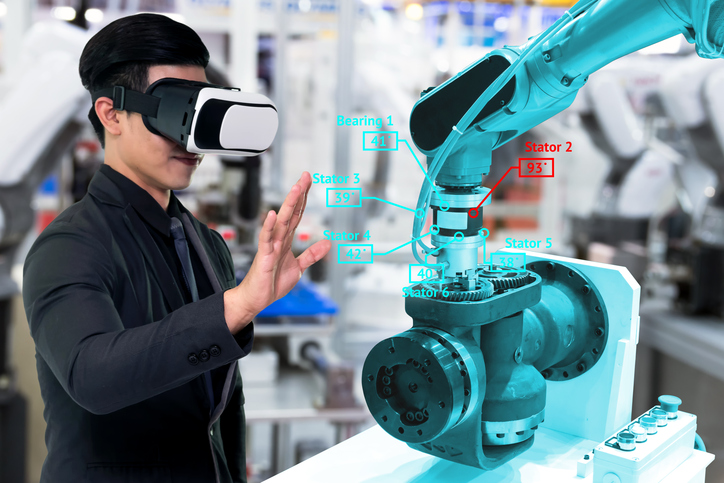 Bearing 1
41°
Stator 2
93°
Stator 3
39°
Stator 4
42°
Stator 5
38°
40°
Stator 6